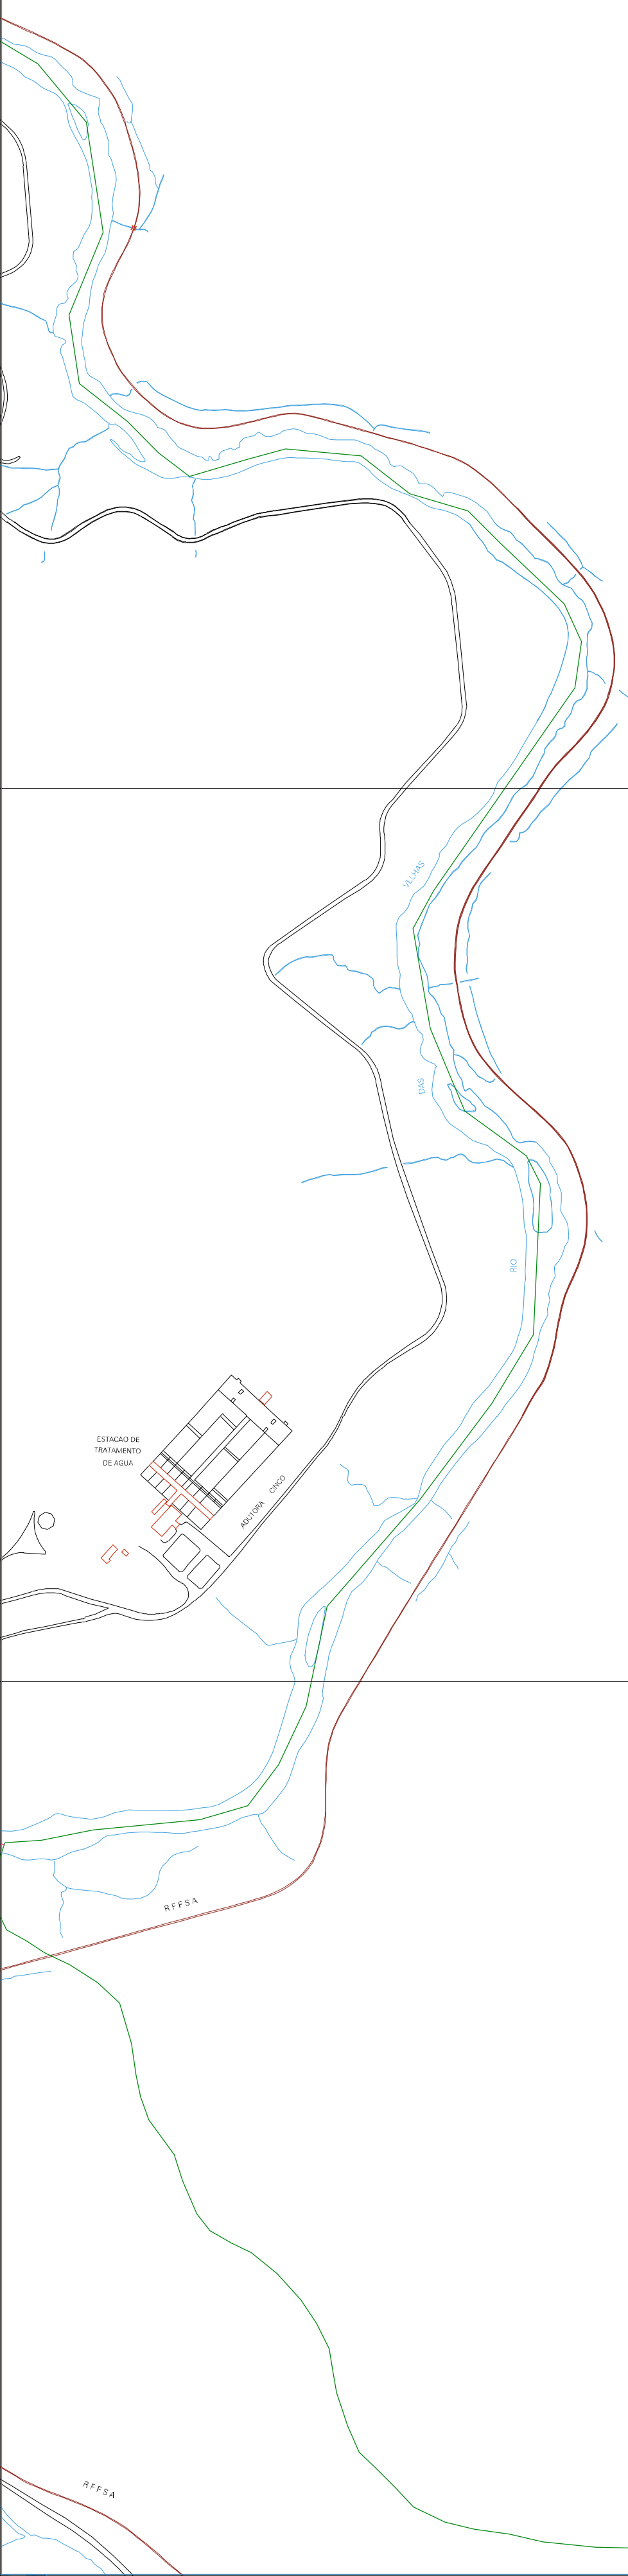 VELHAS
DAS
RIO
ESTACAO DE
TRATAMENTO
DE AGUA
ADUTORA CINCO
RFFSA
RFFSA